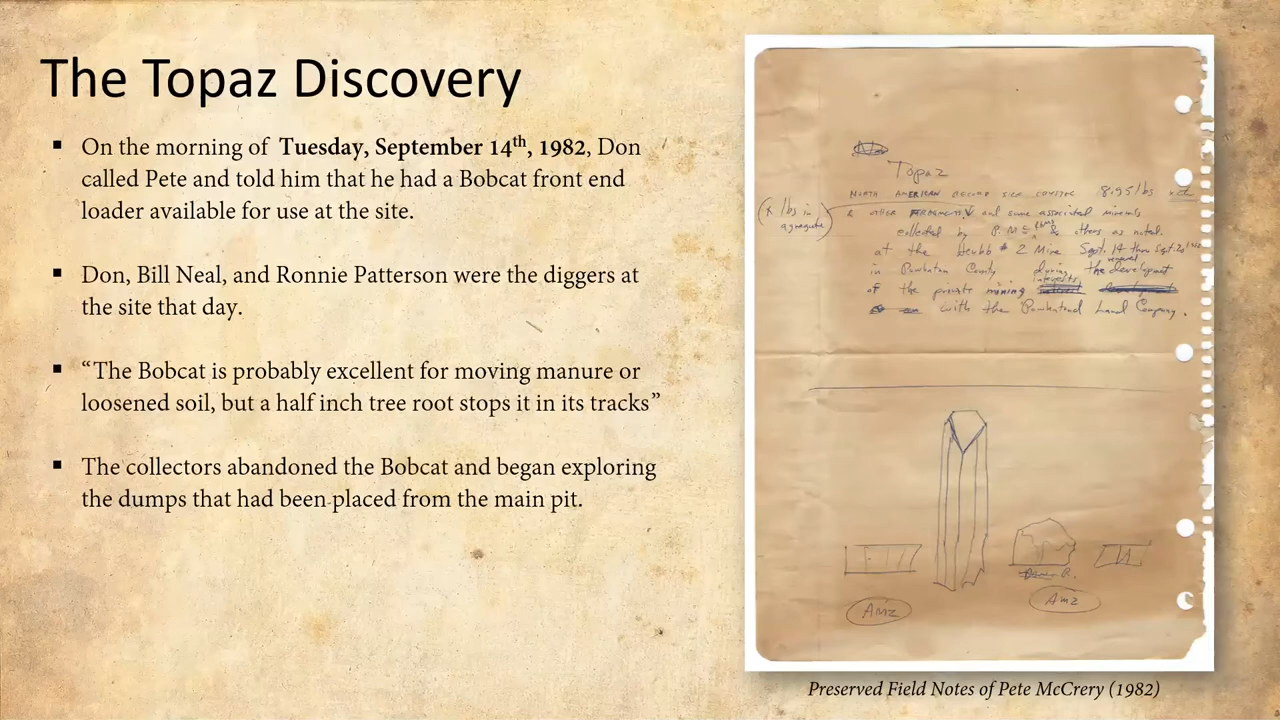 The Topaz Discovery
▪ On the morning of Tuesday, September 14th, 1982, Don
called Pete and told him that he had a Bobcat front end
loader available for use at the site.
▪ Don, Bill Neal, and Ronnie Patterson were the diggers at
the site that day.
▪ “The Bobcat is probably excellent for moving manure or
loosened soil, but a half inch tree root stops it in its tracks”
▪ The collectors abandoned the Bobcat and began exploring
the dumps that had been placed from the main pit.
Topaz
NORTH AMERICAN RECORD SIZE 8.95 lbs
(x lbs in
aggregate)
& other fragments and some associated minerals
collected by & others as noted.
at the # 2 Mine Sept. 14 thru Sept.
in Powhatan County during the
interests
of the private mining
with the Land Company.
R.
Amz
Amz
Preserved Field Notes of Pete McCrery (1982)